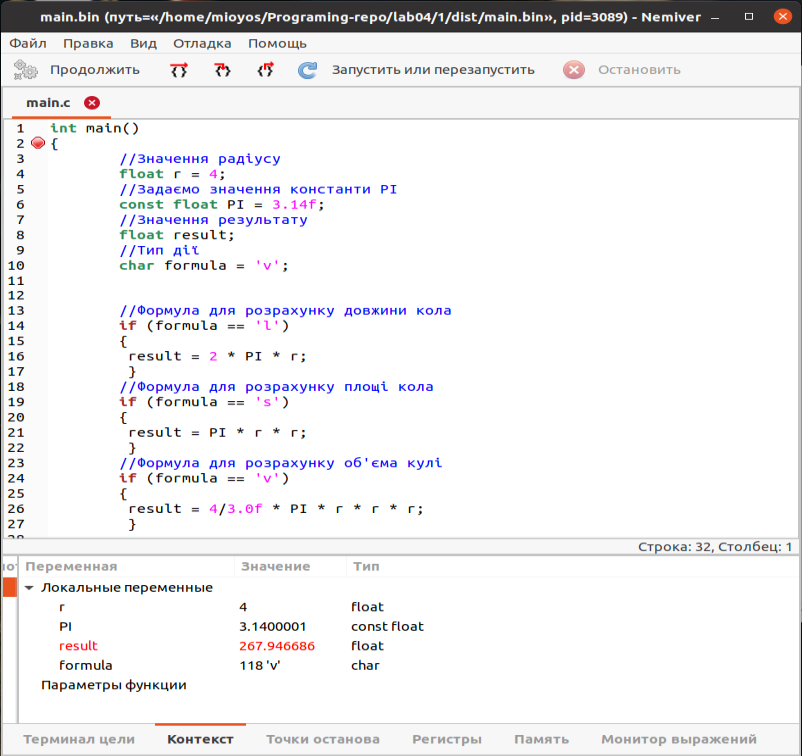 main.bin (путь=«/home/mioyos/Programing-repo/lab04/1/dist/main.bin», pid=3089) - Nemiver
Файл Правка Вид Отладка Помощь
Продолжить Запустить или перезапустить Остановить
main.c
1 int main()
2 {
3 //Значення радіусу
4 float r = 4;
5 //Задаємо значення константи PI
6 const float PI = 3.14f;
7 //Значення результату
8 float result;
9 //Тип дії
10 char formula = 'v';
11
12
13 //Формула для розрахунку довжини кола
14 if (formula == 'l')
15 {
16 result = 2 * PI * r;
17 }
18 //Формула для розрахунку площі кола
19 if (formula == 's')
20 {
21 result = PI * r * r;
22 }
23 //Формула для розрахунку об'єма кулі
24 if (formula == 'v')
25 {
26 result = 4/3.0f * PI * r * r * r;
27 }
Строка: 32, Столбец: 1
Переменная Значение Тип
Локальные переменные
r 4 float
PI 3.1400001 const float
result 267.946686 float
formula 118 'v' char
Параметры функции
Терминал цели Контекст Точки останова Регистры Память Монитор выражений